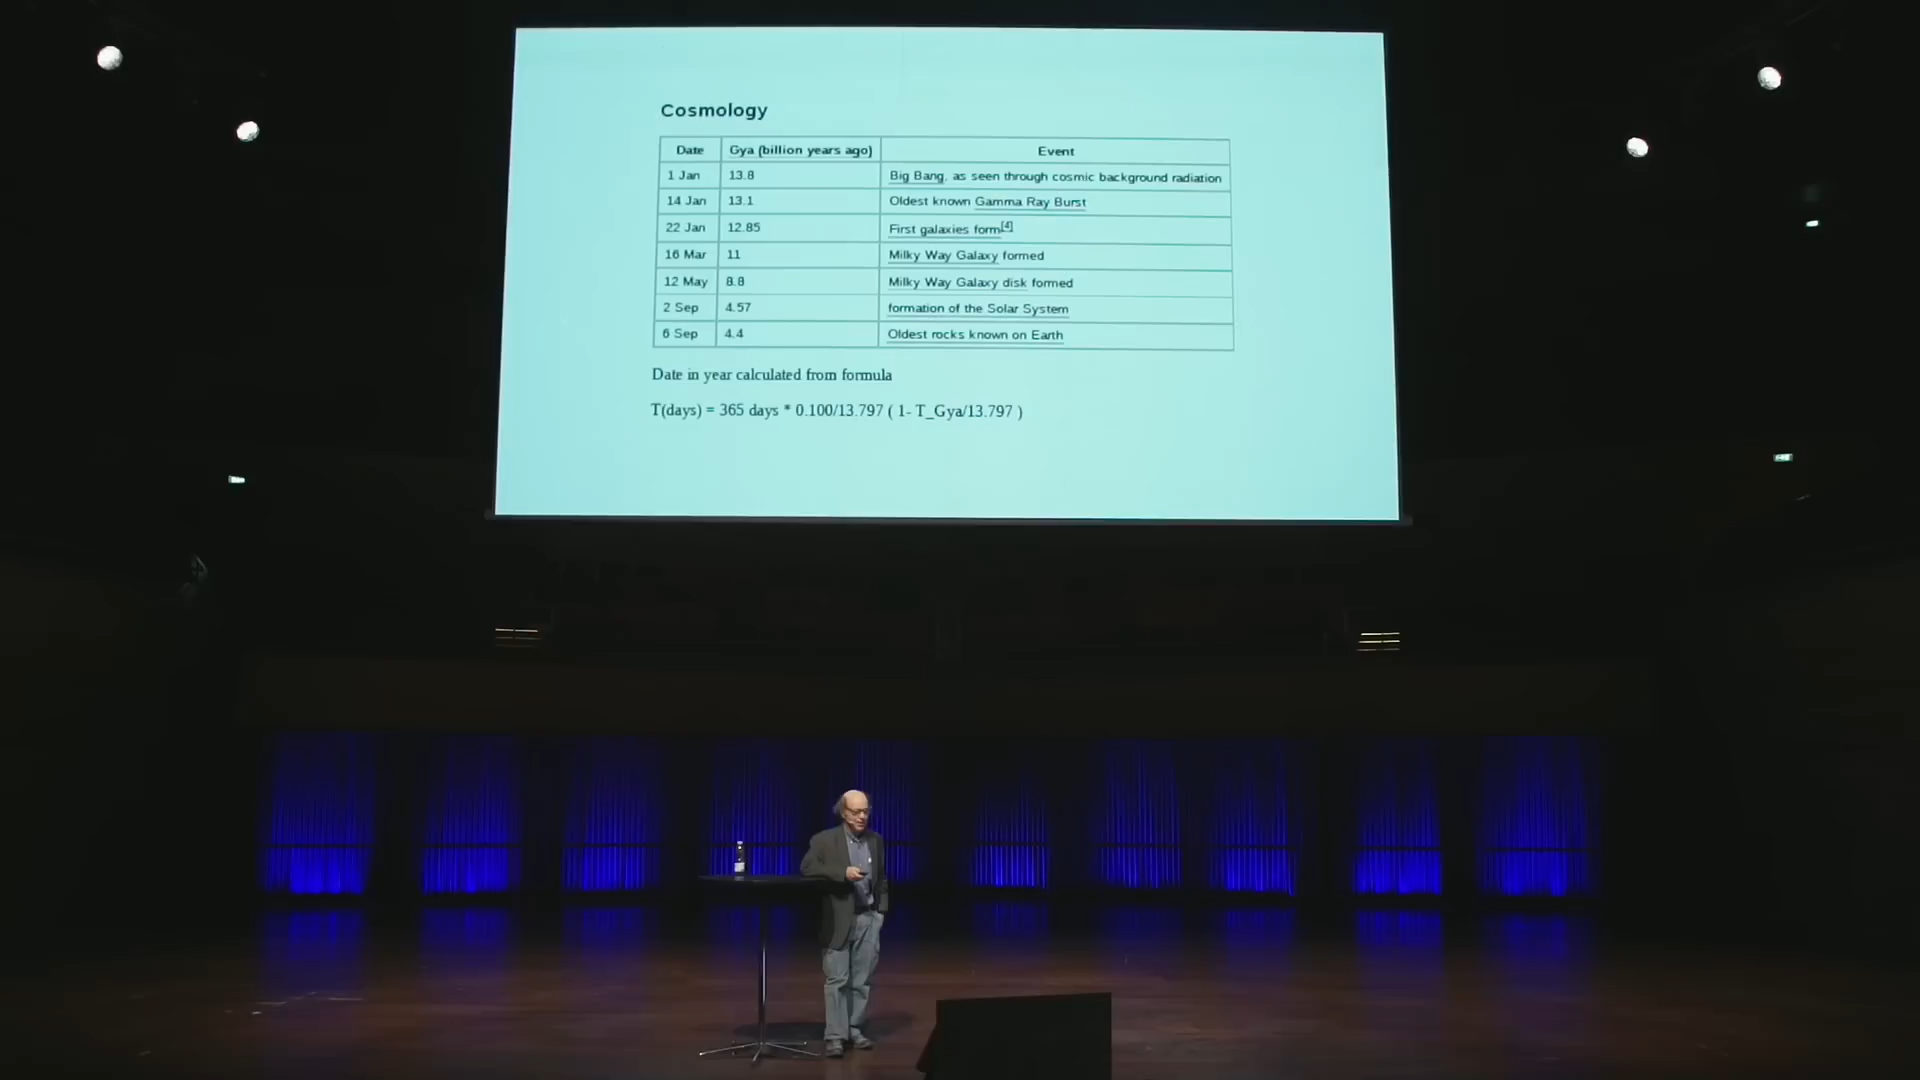 Cosmology
Date Gya (billion years ago) Event
1 Jan 13.8 Big Bang, as seen through cosmic background radiation
14 Jan 13.1 Oldest known Gamma Ray Burst
22 Jan 12.85 First galaxies form[4]
16 Mar 11 Milky Way Galaxy formed
12 May 8.8 Milky Way Galaxy disk formed
2 Sep 4.57 formation of the Solar System
6 Sep 4.4 Oldest rocks known on Earth
Date in year calculated from formula
T(days) = 365 days * 0.100/13.797 ( 1- T_Gya/13.797 )